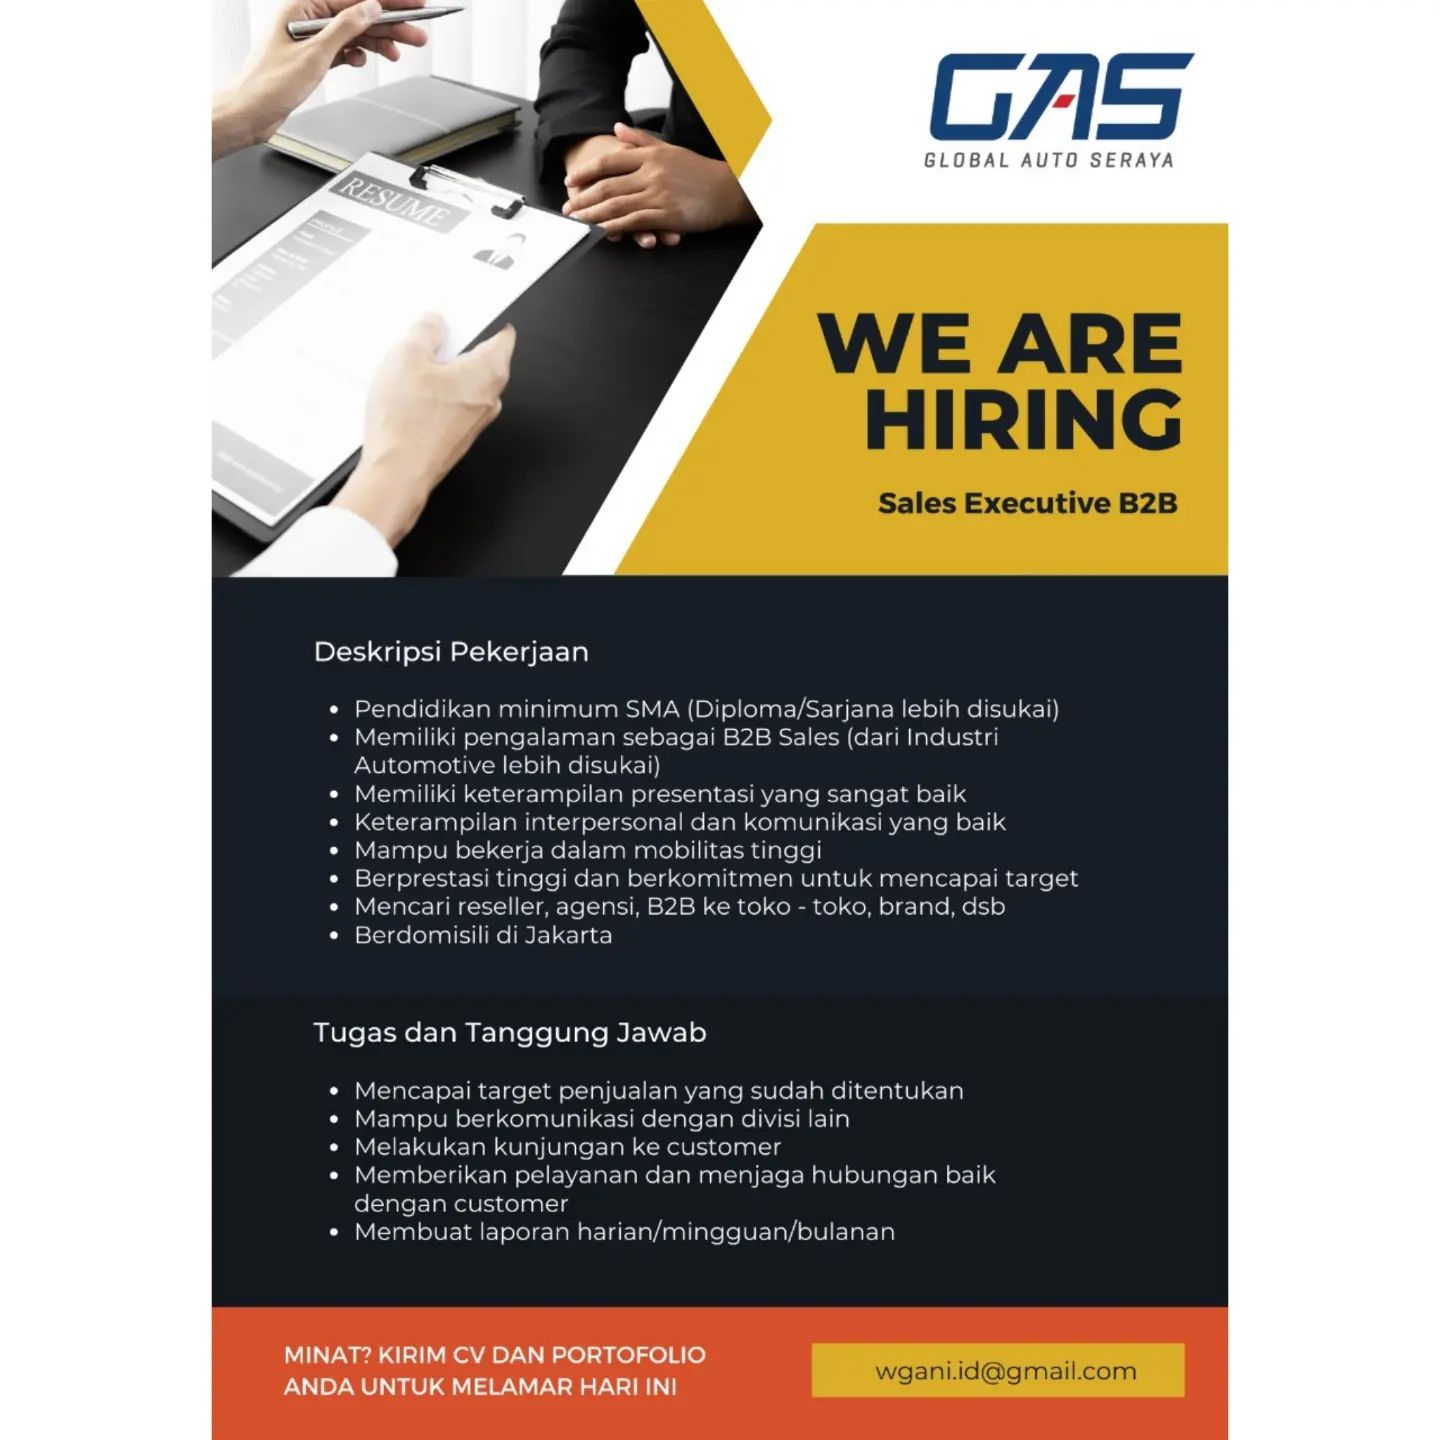 GAS
GLOBAL AUTO SERAYA
RESUME
WE ARE
HIRING
Sales Executive B2B
Deskripsi Pekerjaan
• Pendidikan minimum SMA (Diploma/Sarjana lebih disukai)
• Memiliki pengalaman sebagai B2B Sales (dari Industri
Automotive lebih disukai)
• Memiliki keterampilan presentasi yang sangat baik
• Keterampilan interpersonal dan komunikasi yang baik
• Mampu bekerja dalam mobilitas tinggi
• Berprestasi tinggi dan berkomitmen untuk mencapai target
• Mencari reseller, agensi, B2B ke toko - toko, brand, dsb
• Berdomisili di Jakarta
Tugas dan Tanggung Jawab
• Mencapai target penjualan yang sudah ditentukan
• Mampu berkomunikasi dengan divisi lain
• Melakukan kunjungan ke customer
• Memberikan pelayanan dan menjaga hubungan baik
dengan customer
• Membuat laporan harian/mingguan/bulanan
MINAT? KIRIM CV DAN PORTOFOLIO
ANDA UNTUK MELAMAR HARI INI
wgani.id@gmail.com